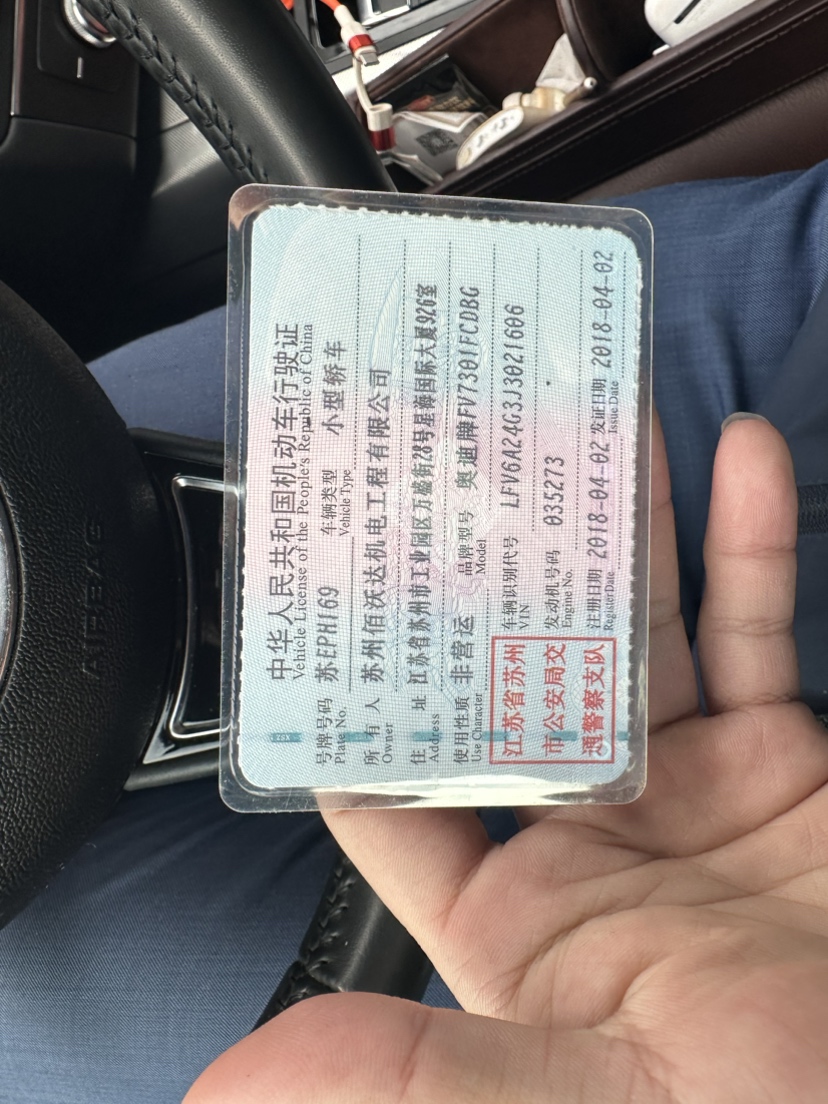 中华人民共和国机动车行驶证
Vehicle License of the People's Republic of China
号牌号码 苏EPH169 车辆类型 小型轿车
Plate No. Vehicle Type
所有人 苏州佰沃达机电工程有限公司
Owner
住址 江苏省苏州市工业园区万盛街28号星海国际大厦926室
Address
使用性质 非营运 品牌型号 奥迪牌FV7301FCDBG
Use Character Model
江苏省苏州
市公安局交
通警察支队
车辆识别代号 LFV6A24G3J3021606
VIN
发动机号码 035273
Engine No.
注册日期 2018-04-02 发证日期 2018-04-02
Register Date Issue Date
AIRBAG